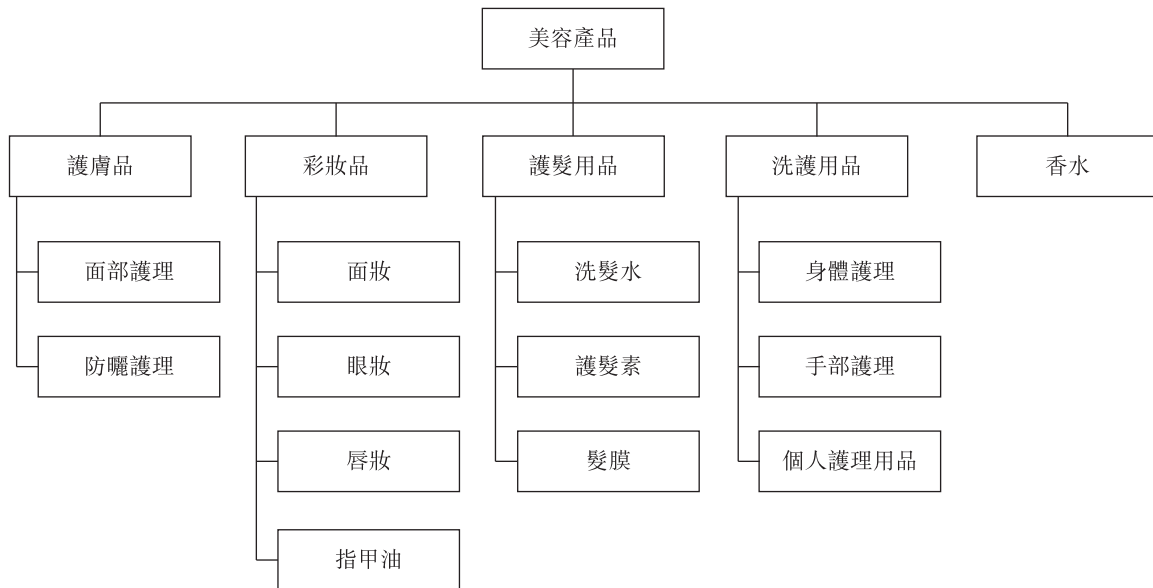 美容產品
護膚品
彩妝品
護髮用品
洗護用品
香水
面部護理
面妝
洗髮水
身體護理
防曬護理
眼妝
護髮素
手部護理
唇妝
髮膜
個人護理用品
指甲油